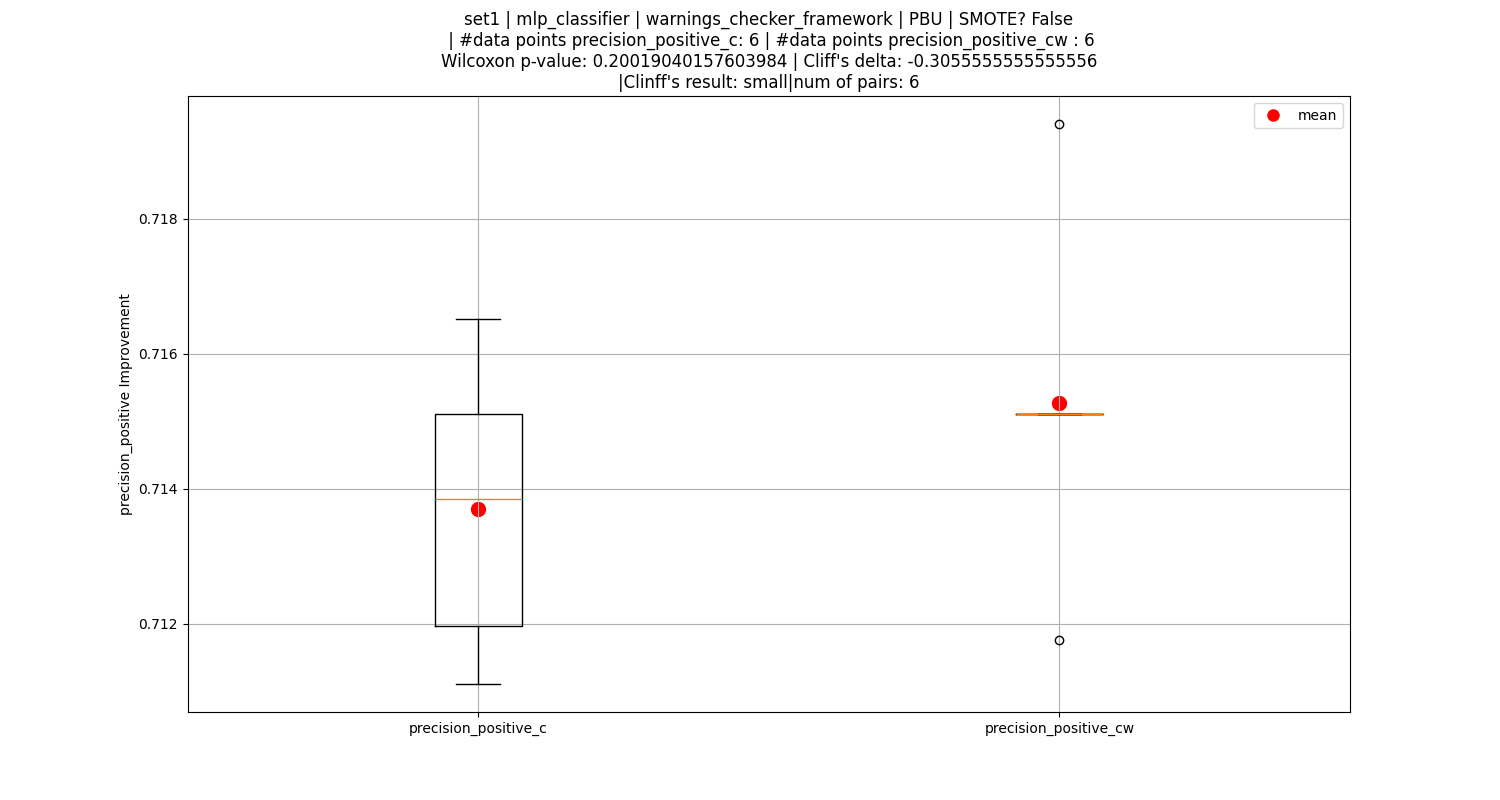 set1 | mlp_classifier | warnings_checker_framework | PBU | SMOTE? False
| #data points precision_positive_c: 6 | #data points precision_positive_cw : 6
Wilcoxon p-value: 0.20019040157603984 | Cliff's delta: -0.3055555555555556
|Clinff's result: small|num of pairs: 6
mean
0.718
0.716
0.714
0.712
precision_positive Improvement
precision_positive_c
precision_positive_cw